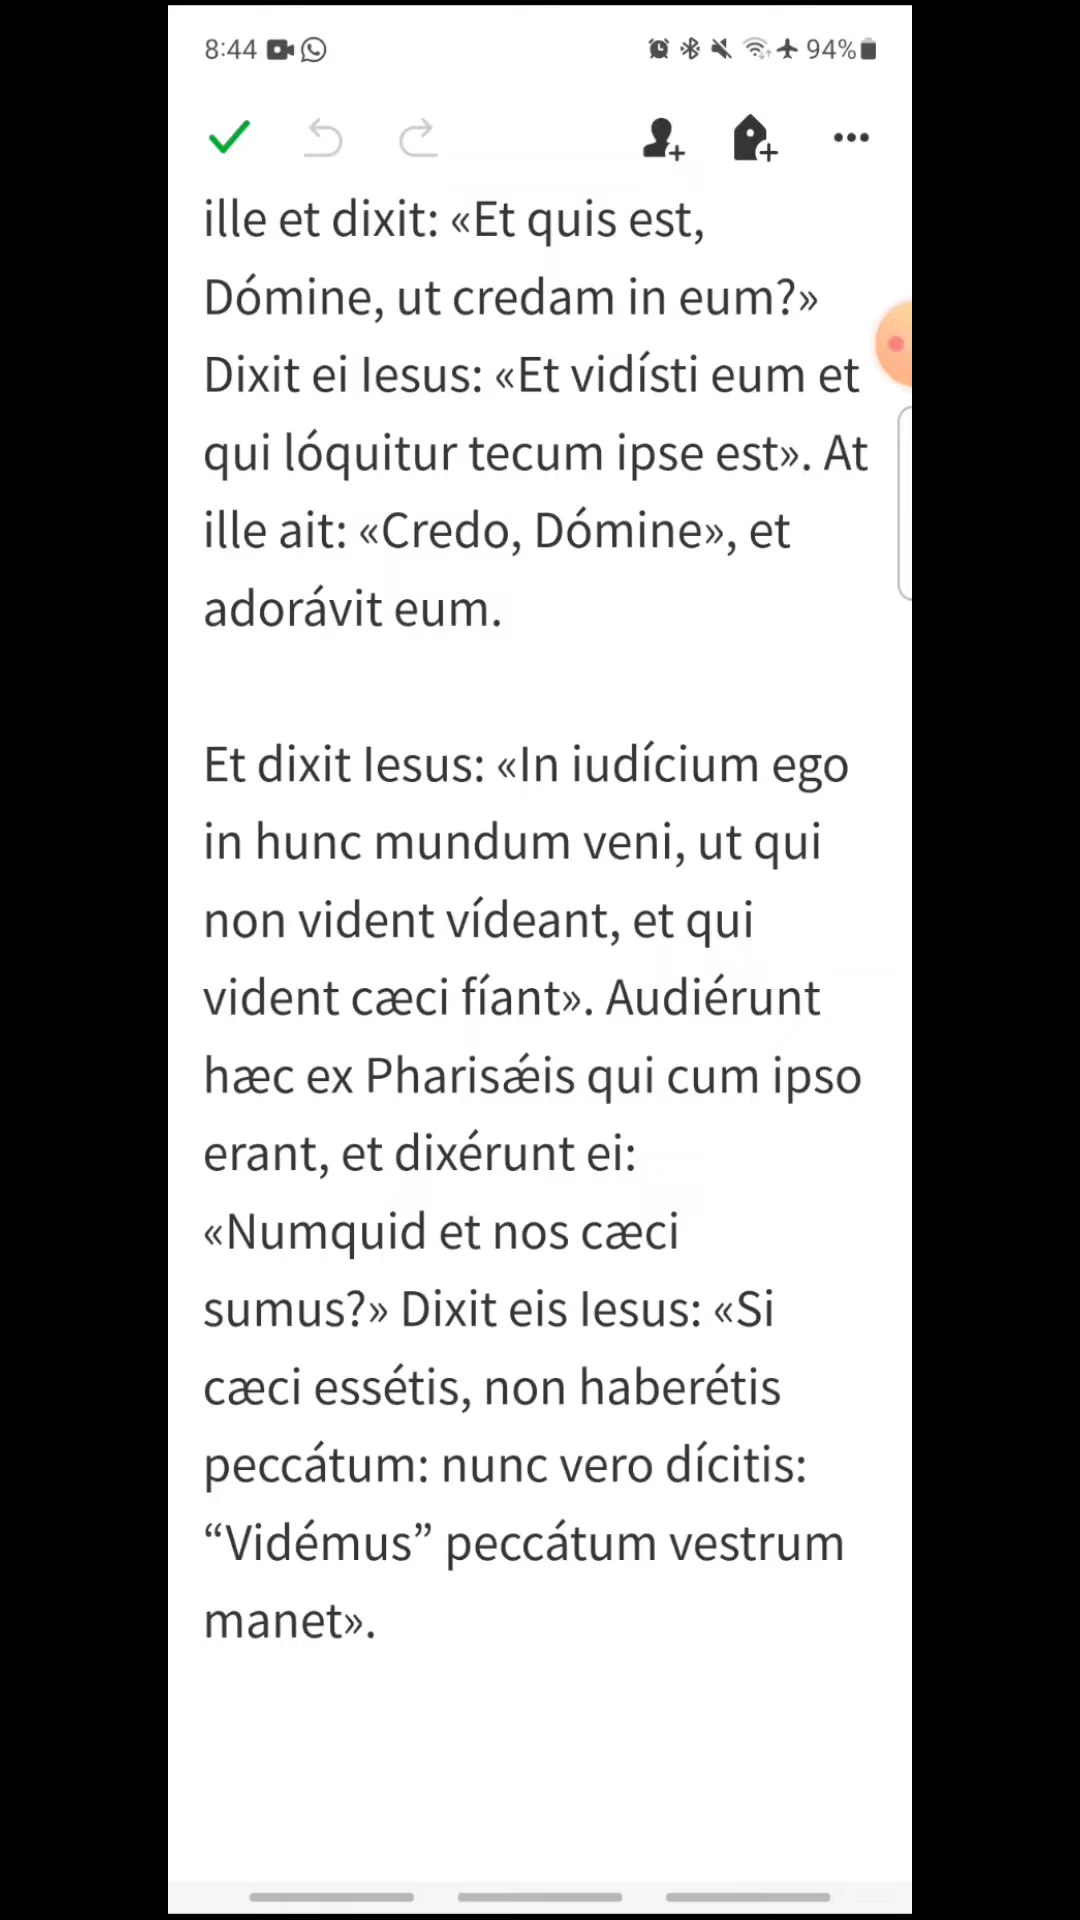 8:44
94%
ille et dixit: «Et quis est,
Dómine, ut credam in eum?»
Dixit ei Iesus: «Et vidísti eum et
qui lóquitur tecum ipse est». At
ille ait: «Credo, Dómine», et
adorávit eum.
Et dixit Iesus: «In iudícium ego
in hunc mundum veni, ut qui
non vident vídeant, et qui
vident cæci fíant». Audiérunt
hæc ex Pharisǽis qui cum ipso
erant, et dixérunt ei:
«Numquid et nos cæci
sumus?» Dixit eis Iesus: «Si
cæci essétis, non haberétis
peccátum: nunc vero dícitis:
“Vidémus” peccátum vestrum
manet».